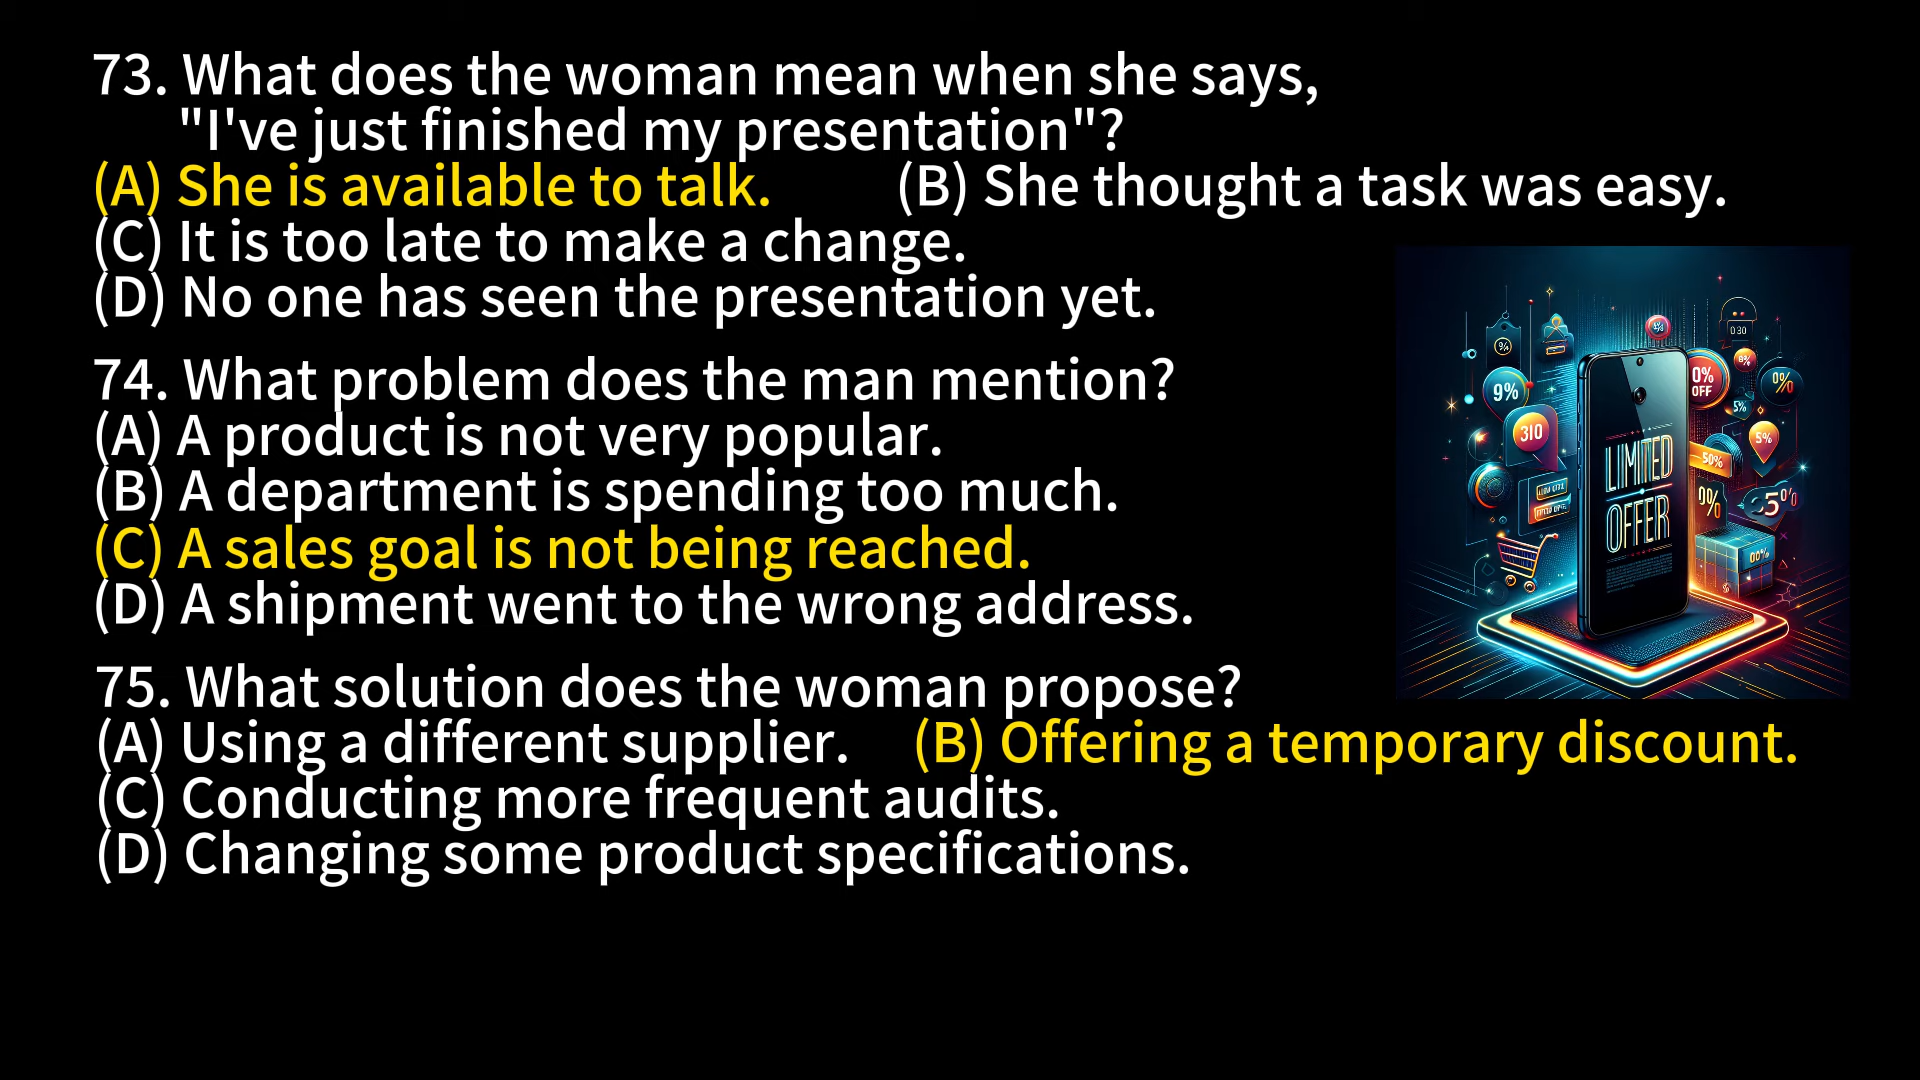 73. What does the woman mean when she says,
"I've just finished my presentation"?
(A) She is available to talk. (B) She thought a task was easy.
(C) It is too late to make a change.
(D) No one has seen the presentation yet.
74. What problem does the man mention?
(A) A product is not very popular.
(B) A department is spending too much.
(C) A sales goal is not being reached.
(D) A shipment went to the wrong address.
75. What solution does the woman propose?
(A) Using a different supplier. (B) Offering a temporary discount.
(C) Conducting more frequent audits.
(D) Changing some product specifications.
9%
310
0%
OFF
5%
5%
50%
0%
LIMITED
OFFER